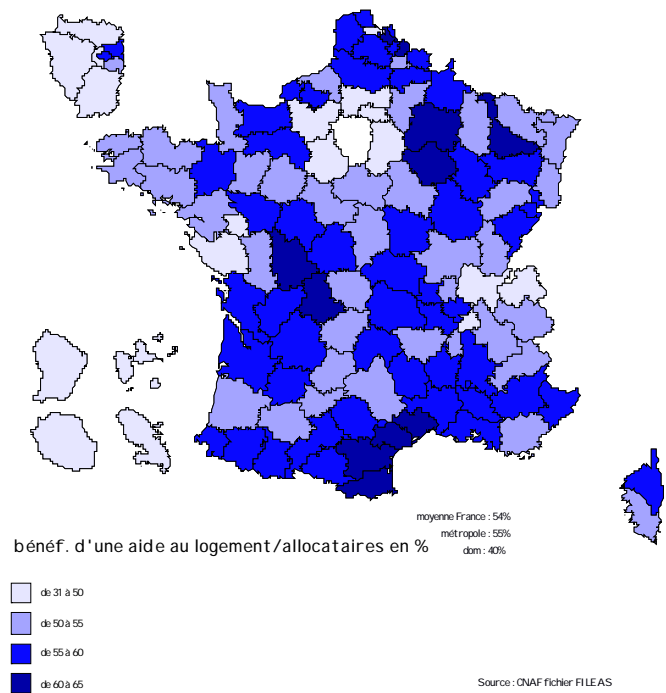 moyenne France : 54%
métropole : 55%
dom : 40%
bénéf. d'une aide au logement/allocataires en %
de 31 à 50
de 50 à 55
de 55 à 60
de 60 à 65
Source : CNAF fichier FILEAS